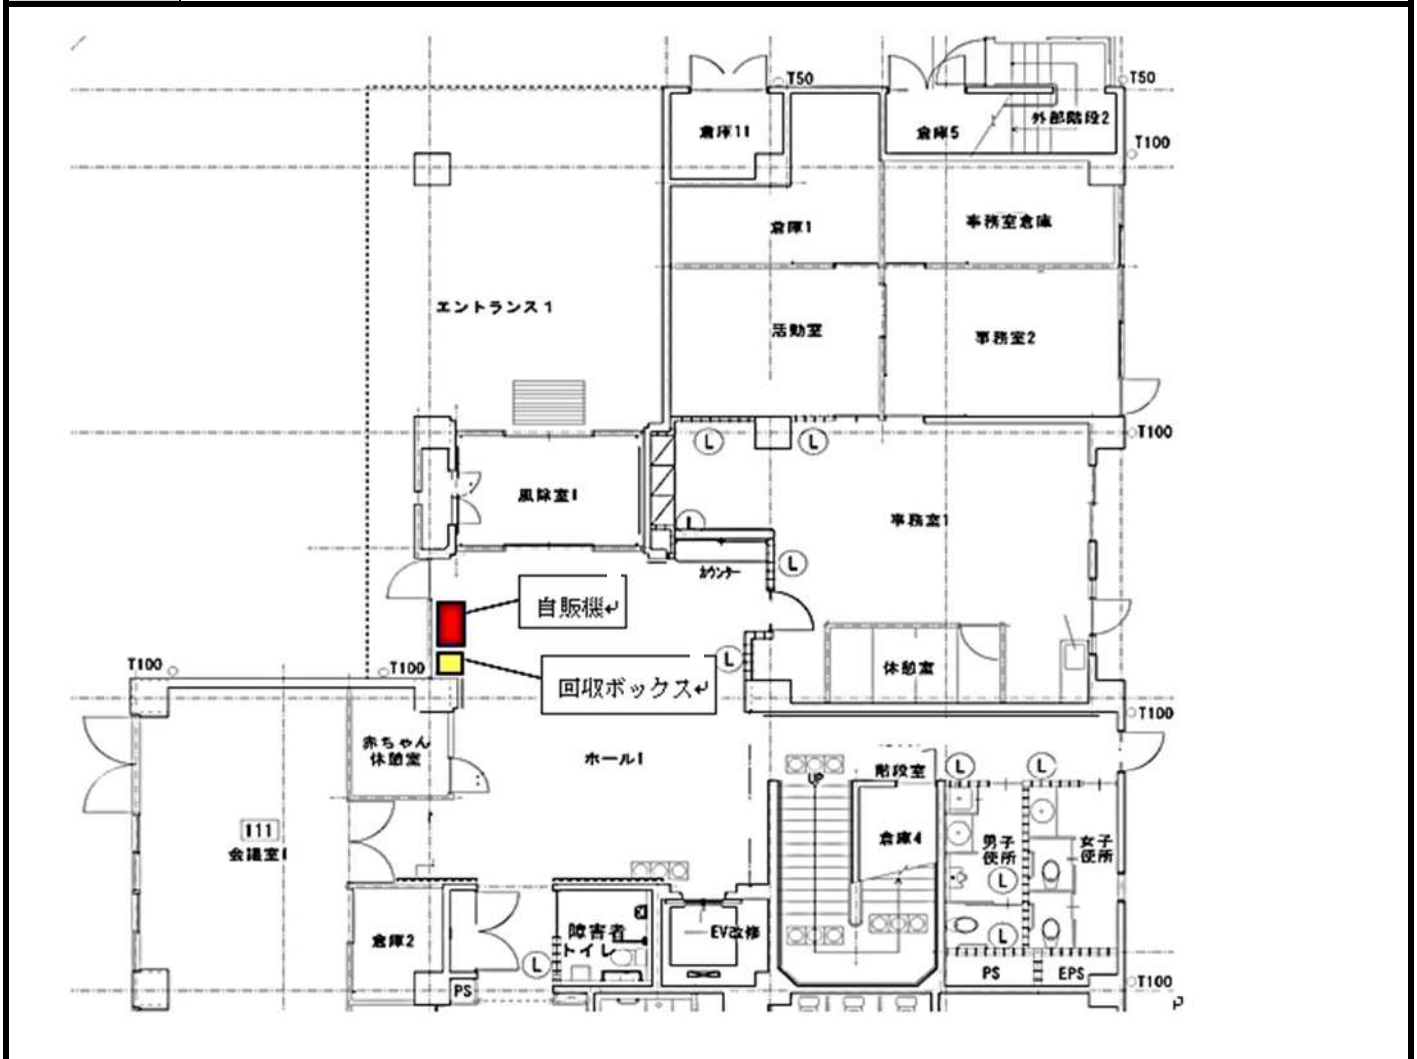 T50
T50
倉庫11
倉庫5
外部階段2
T100
倉庫1
事務室倉庫
エントランス1
活動室
事務室2
L
L
T100
風除室1
L
事務室1
カウンター
L
自販機↵
回収ボックス↵
L
休憩室
T100
T100
T100
赤ちゃん
休憩室
ホール1
階段室
L
L
UP
111
会議室1
倉庫4
男子
便所
女子
便所
L
倉庫2
障害者
トイレ
EV改修
L
L
PS
PS
EPS
T100